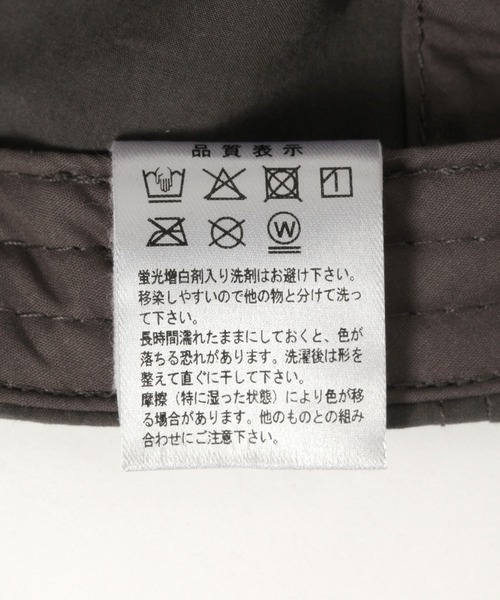 品質表示
W
蛍光増白剤入り洗剤はお避け下さい。
移染しやすいので他の物と分けて洗っ
て下さい。
長時間濡れたままにしておくと、色が
落ちる恐れがあります。洗濯後は形を
整えて直ぐに干して下さい。
摩擦（特に湿った状態）により色が移
る場合があります。他のものとの組み
合わせにご注意下さい。